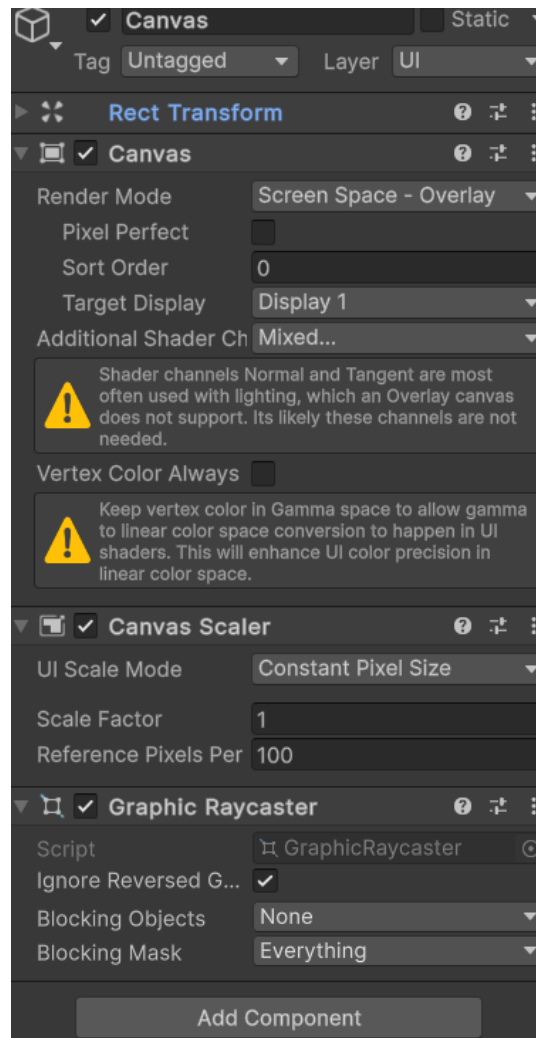 Canvas Static
Tag Untagged Layer UI
Rect Transform
Canvas
Render Mode Screen Space - Overlay
Pixel Perfect
Sort Order 0
Target Display Display 1
Additional Shader Ch Mixed...
Shader channels Normal and Tangent are most
often used with lighting, which an Overlay canvas
does not support. Its likely these channels are not
needed.
Vertex Color Always
Keep vertex color in Gamma space to allow gamma
to linear color space conversion to happen in UI
shaders. This will enhance UI color precision in
linear color space.
Canvas Scaler
UI Scale Mode Constant Pixel Size
Scale Factor 1
Reference Pixels Per 100
Graphic Raycaster
Script GraphicRaycaster
Ignore Reversed G...
Blocking Objects None
Blocking Mask Everything
Add Component